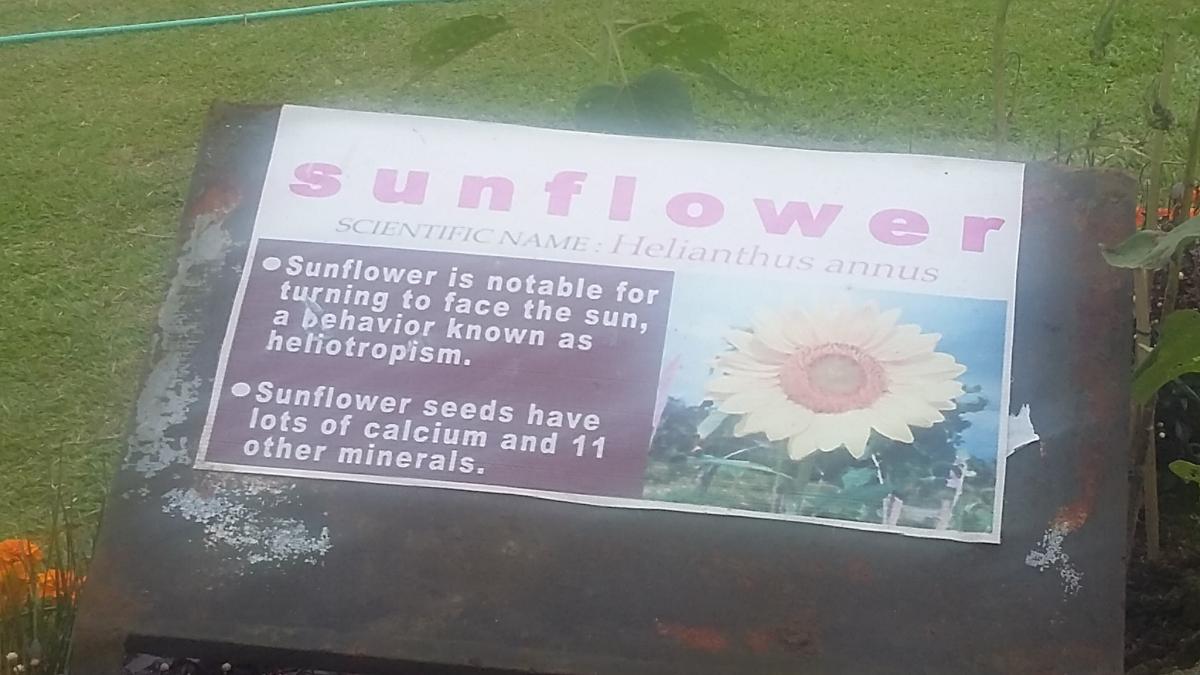 sunflower
SCIENTIFIC NAME : Helianthus annus
●Sunflower is notable for
turning to face the sun,
a behavior known as
heliotropism.
●Sunflower seeds have
lots of calcium and 11
other minerals.